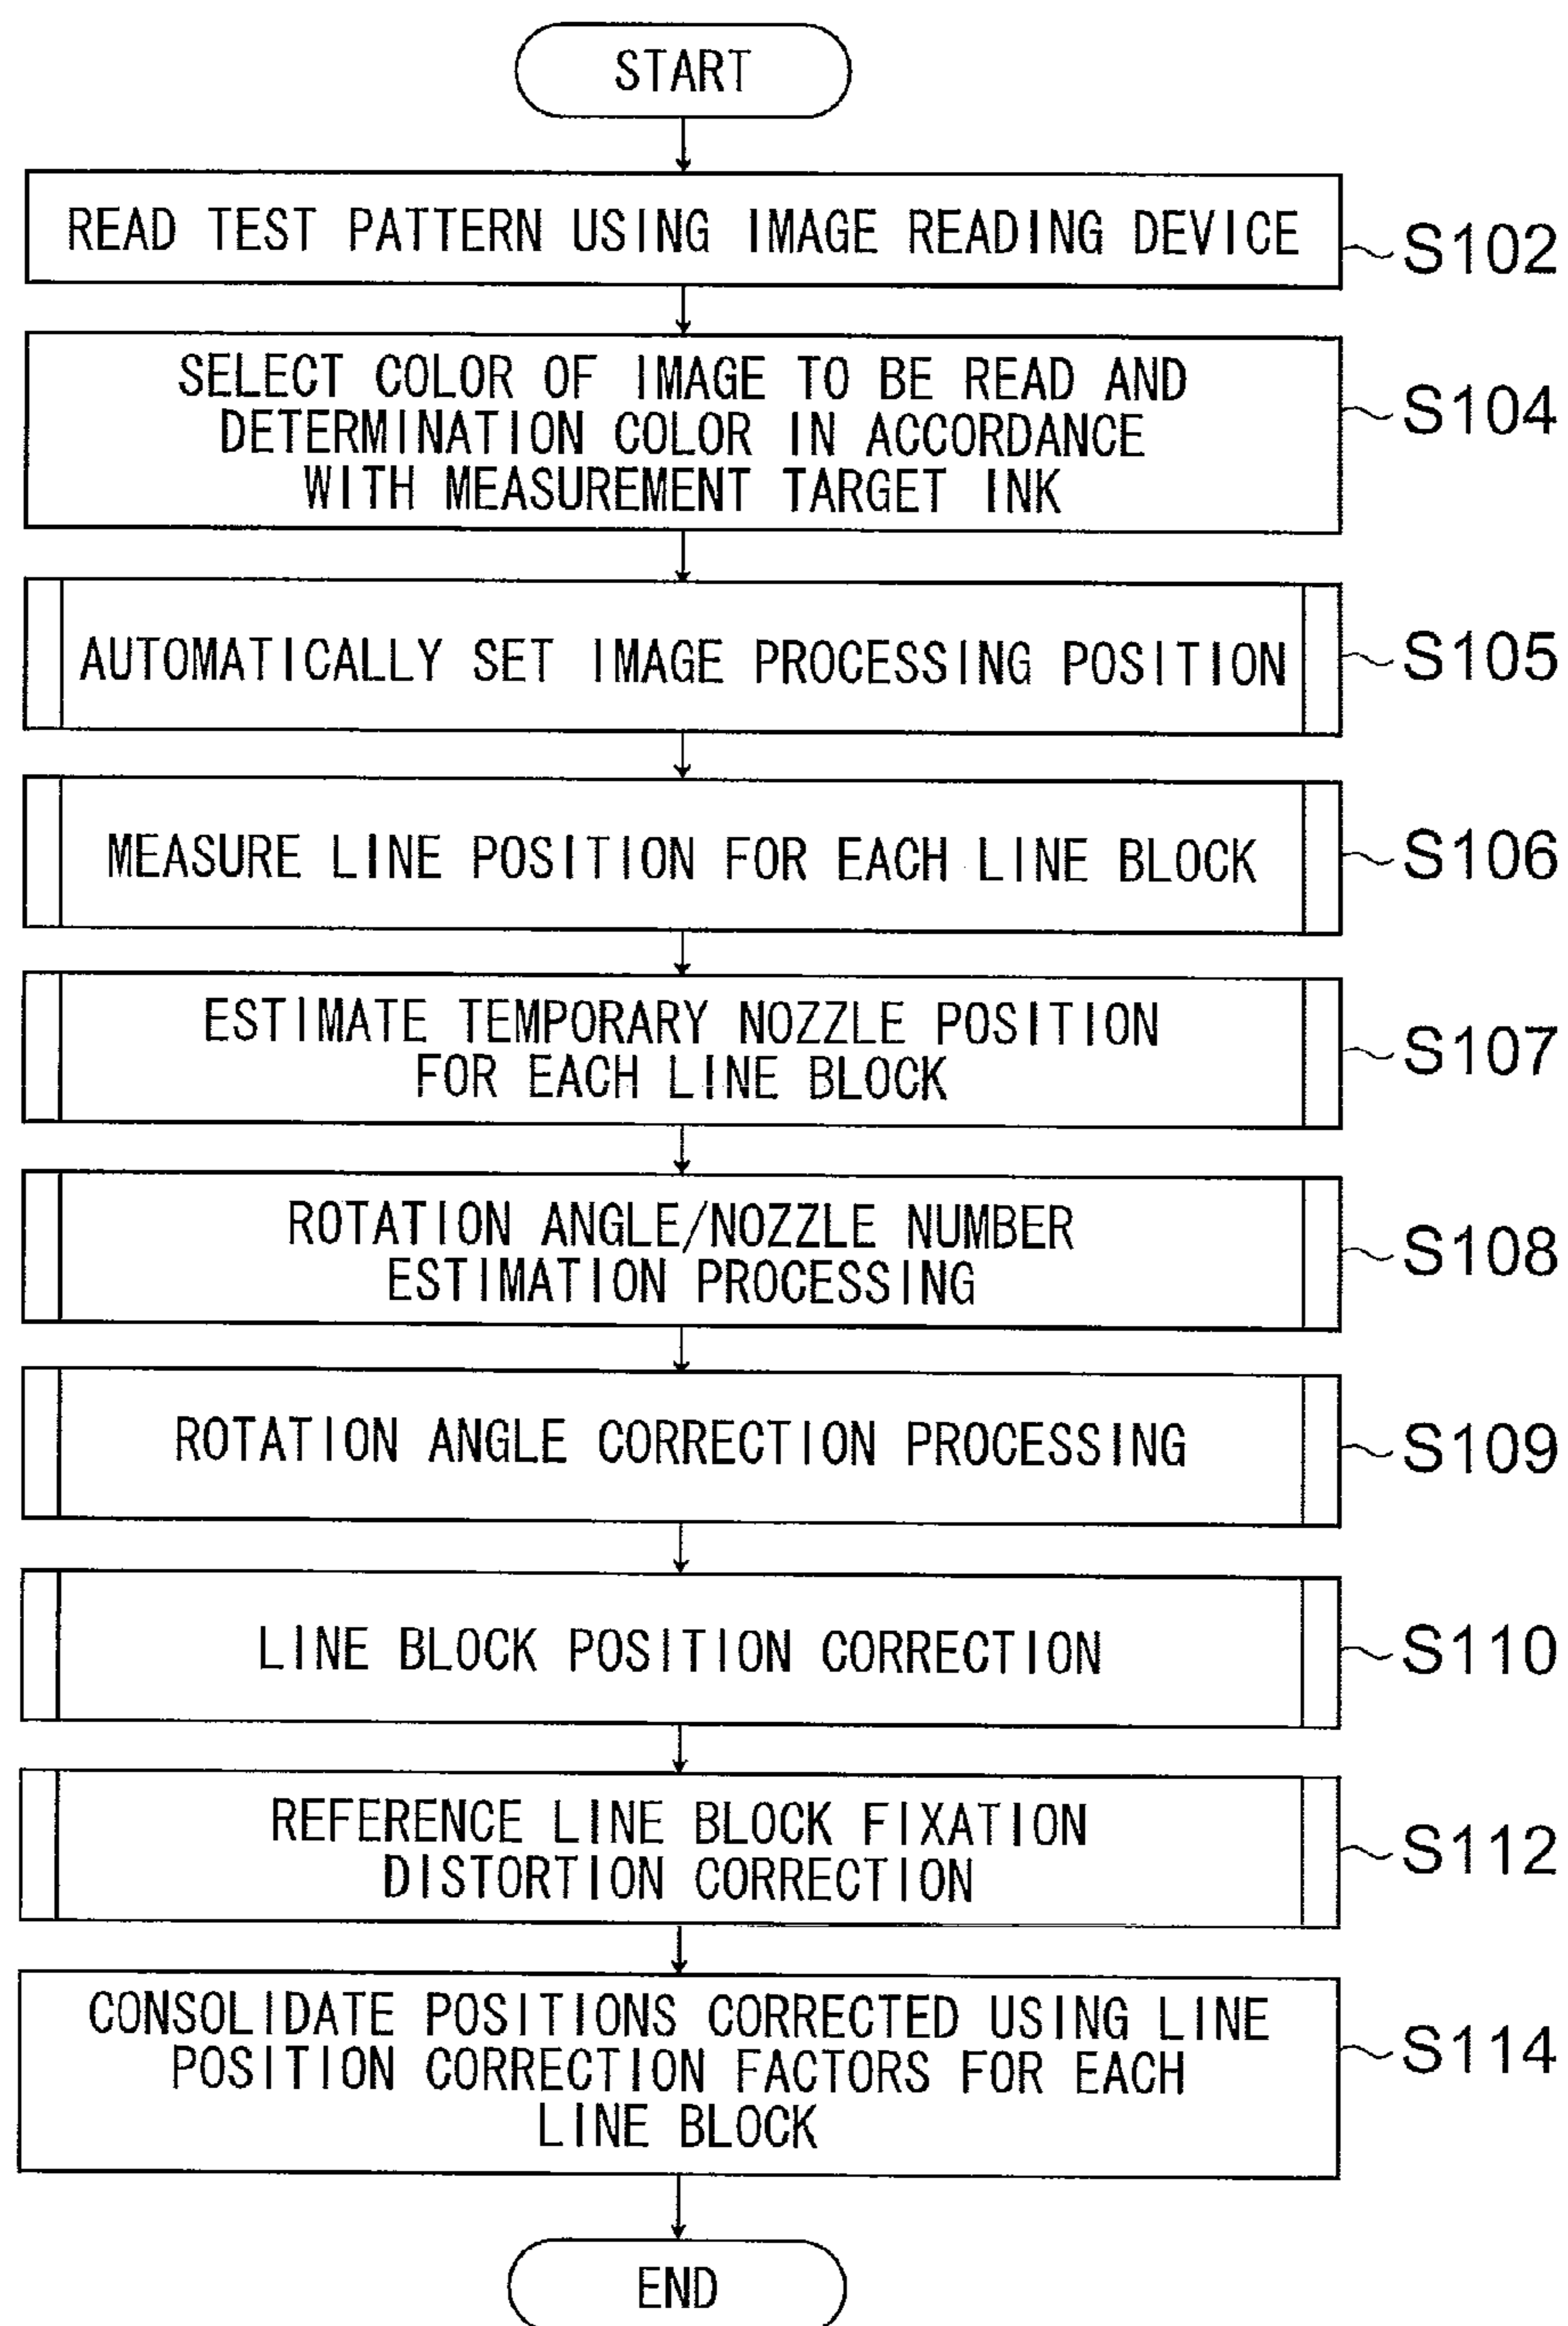 START
READ TEST PATTERN USING IMAGE READING DEVICE
S102
SELECT COLOR OF IMAGE TO BE READ AND
DETERMINATION COLOR IN ACCORDANCE
WITH MEASUREMENT TARGET INK
S104
AUTOMATICALLY SET IMAGE PROCESSING POSITION
S105
MEASURE LINE POSITION FOR EACH LINE BLOCK
S106
ESTIMATE TEMPORARY NOZZLE POSITION
FOR EACH LINE BLOCK
S107
ROTATION ANGLE/NOZZLE NUMBER
ESTIMATION PROCESSING
S108
ROTATION ANGLE CORRECTION PROCESSING
S109
LINE BLOCK POSITION CORRECTION
S110
REFERENCE LINE BLOCK FIXATION
DISTORTION CORRECTION
S112
CONSOLIDATE POSITIONS CORRECTED USING LINE
POSITION CORRECTION FACTORS FOR EACH
LINE BLOCK
S114
END